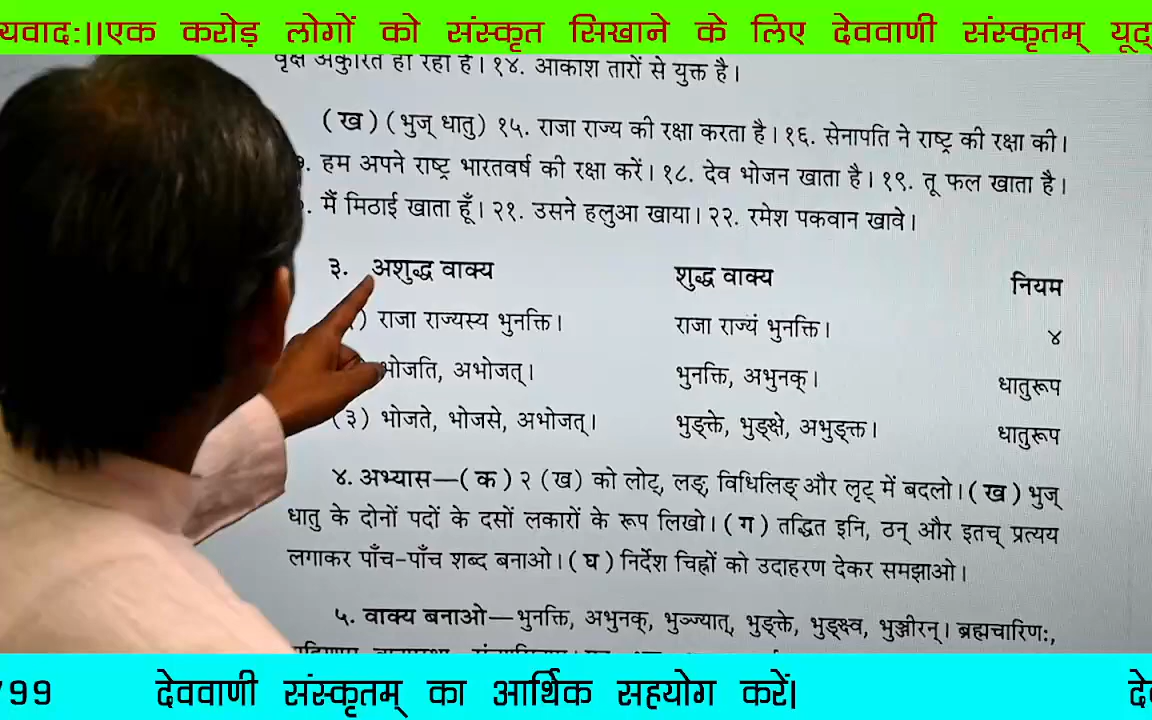 यवादः||एक करोड़ लोगों को संस्कृत सिखाने के लिए देववाणी संस्कृतम् यूट्
वृक्ष अंकुरित हो रहा है। १४. आकाश तारों से युक्त है।
(ख) (भुज् धातु) १५. राजा राज्य की रक्षा करता है। १६. सेनापति ने राष्ट्र की रक्षा की।
हम अपने राष्ट्र भारतवर्ष की रक्षा करें। १८. देव भोजन खाता है। १९. तू फल खाता है।
मैं मिठाई खाता हूँ। २१. उसने हलुआ खाया। २२. रमेश पकवान खावे।
३. अशुद्ध वाक्य शुद्ध वाक्य नियम
) राजा राज्यस्य भुनक्ति। राजा राज्यं भुनक्ति। ४
भोजति, अभोजत्। भुनक्ति, अभुनक्। धातुरूप
(३) भोजते, भोजसे, अभोजत्। भुङ्क्ते, भुङ्क्षे, अभुङ्क्त। धातुरूप
४. अभ्यास—(क) २ (ख) को लोट्, लङ्, विधिलिङ् और लृट् में बदलो। (ख) भुज्
धातु के दोनों पदों के दसों लकारों के रूप लिखो। (ग) तद्धित इनि, ठन् और इतच् प्रत्यय
लगाकर पाँच-पाँच शब्द बनाओ। (घ) निर्देश चिह्नों को उदाहरण देकर समझाओ।
५. वाक्य बनाओ—भुनक्ति, अभुनक्, भुञ्ज्यात्, भुङ्क्ते, भुङ्क्ष्व, भुञ्जीरन्। ब्रह्मचारिणः,
799 देववाणी संस्कृतम् का आर्थिक सहयोग करें| दे